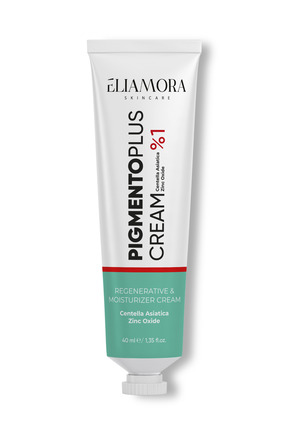 ELIAMORA
SKINCARE
PIGMENTOPLUS
CREAM %1
Centella Asiatica
Zinc Oxide
REGENERATIVE &
MOISTURIZER CREAM
Centella Asiatica
Zinc Oxide
40 ml e / 1,35 fl.oz.